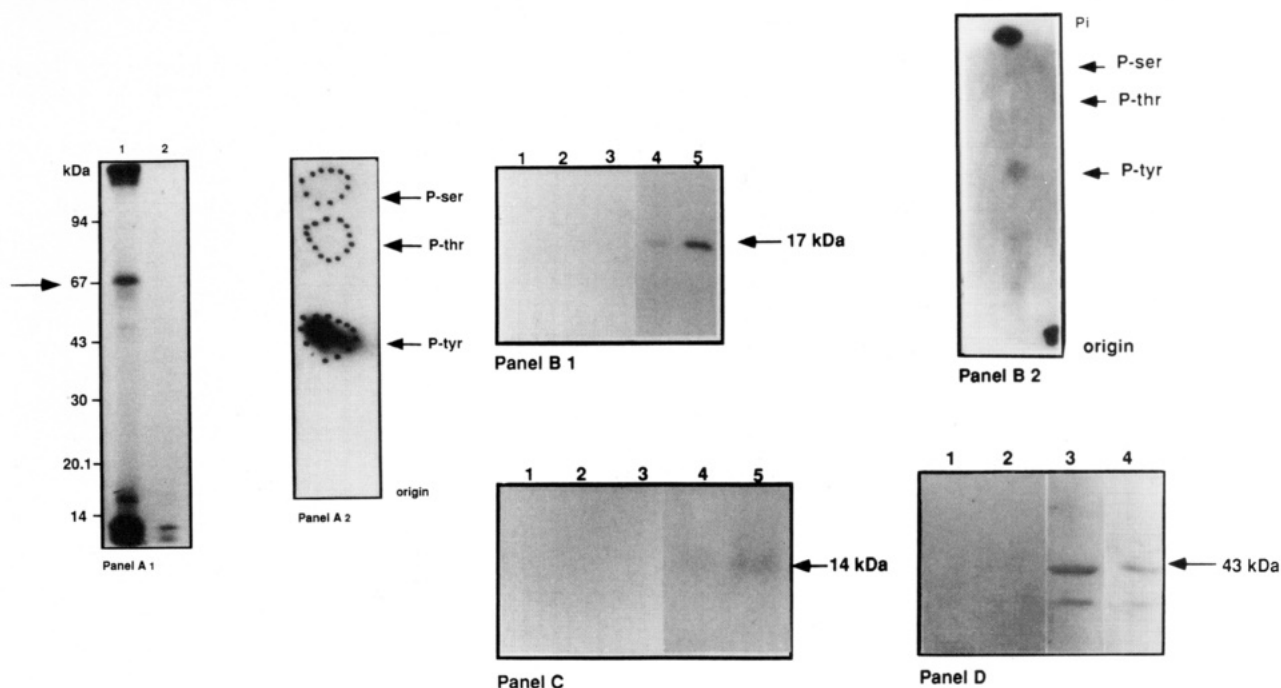 1 2
kDa
94
67
43
30
20.1
14
Panel A 1
P-ser
P-thr
P-tyr
origin
Panel A 2
1 2 3 4 5
17 kDa
Panel B 1
Pi
P-ser
P-thr
P-tyr
origin
Panel B 2
1 2 3 4 5
14 kDa
Panel C
1 2 3 4
43 kDa
Panel D